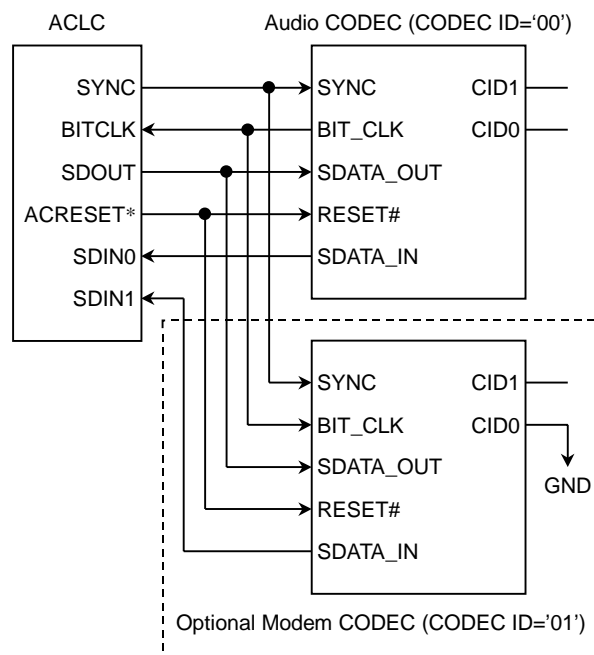 ACLC
Audio CODEC (CODEC ID=‘00’)
SYNC
BITCLK
SDOUT
ACRESET*
SDIN0
SDIN1
SYNC
BIT_CLK
SDATA_OUT
RESET#
SDATA_IN
CID1
CID0
SYNC
BIT_CLK
SDATA_OUT
RESET#
SDATA_IN
CID1
CID0
GND
Optional Modem CODEC (CODEC ID=‘01’)